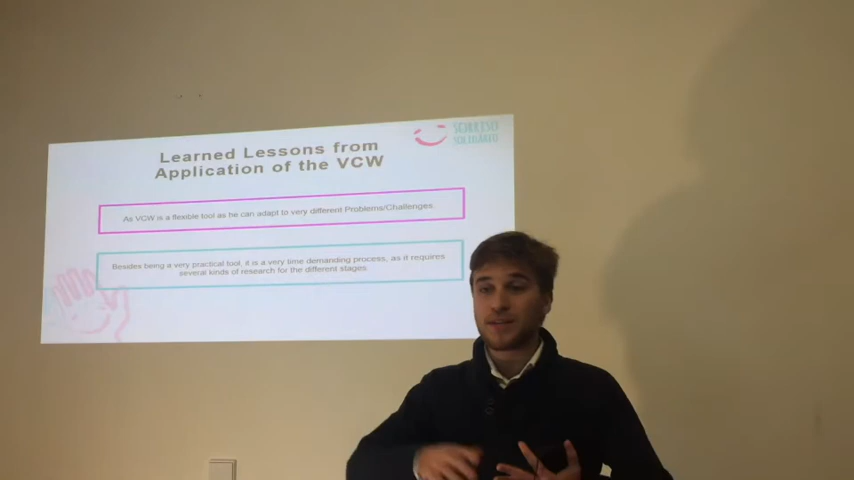 SORRISO
SOLIDÁRIO
Learned Lessons from
Application of the VCW
As VCW is a flexible tool as he can adapt to very different Problems/Challenges.
Besides being a very practical tool, it is a very time demanding process, as it requires
several kinds of research for the different stages.